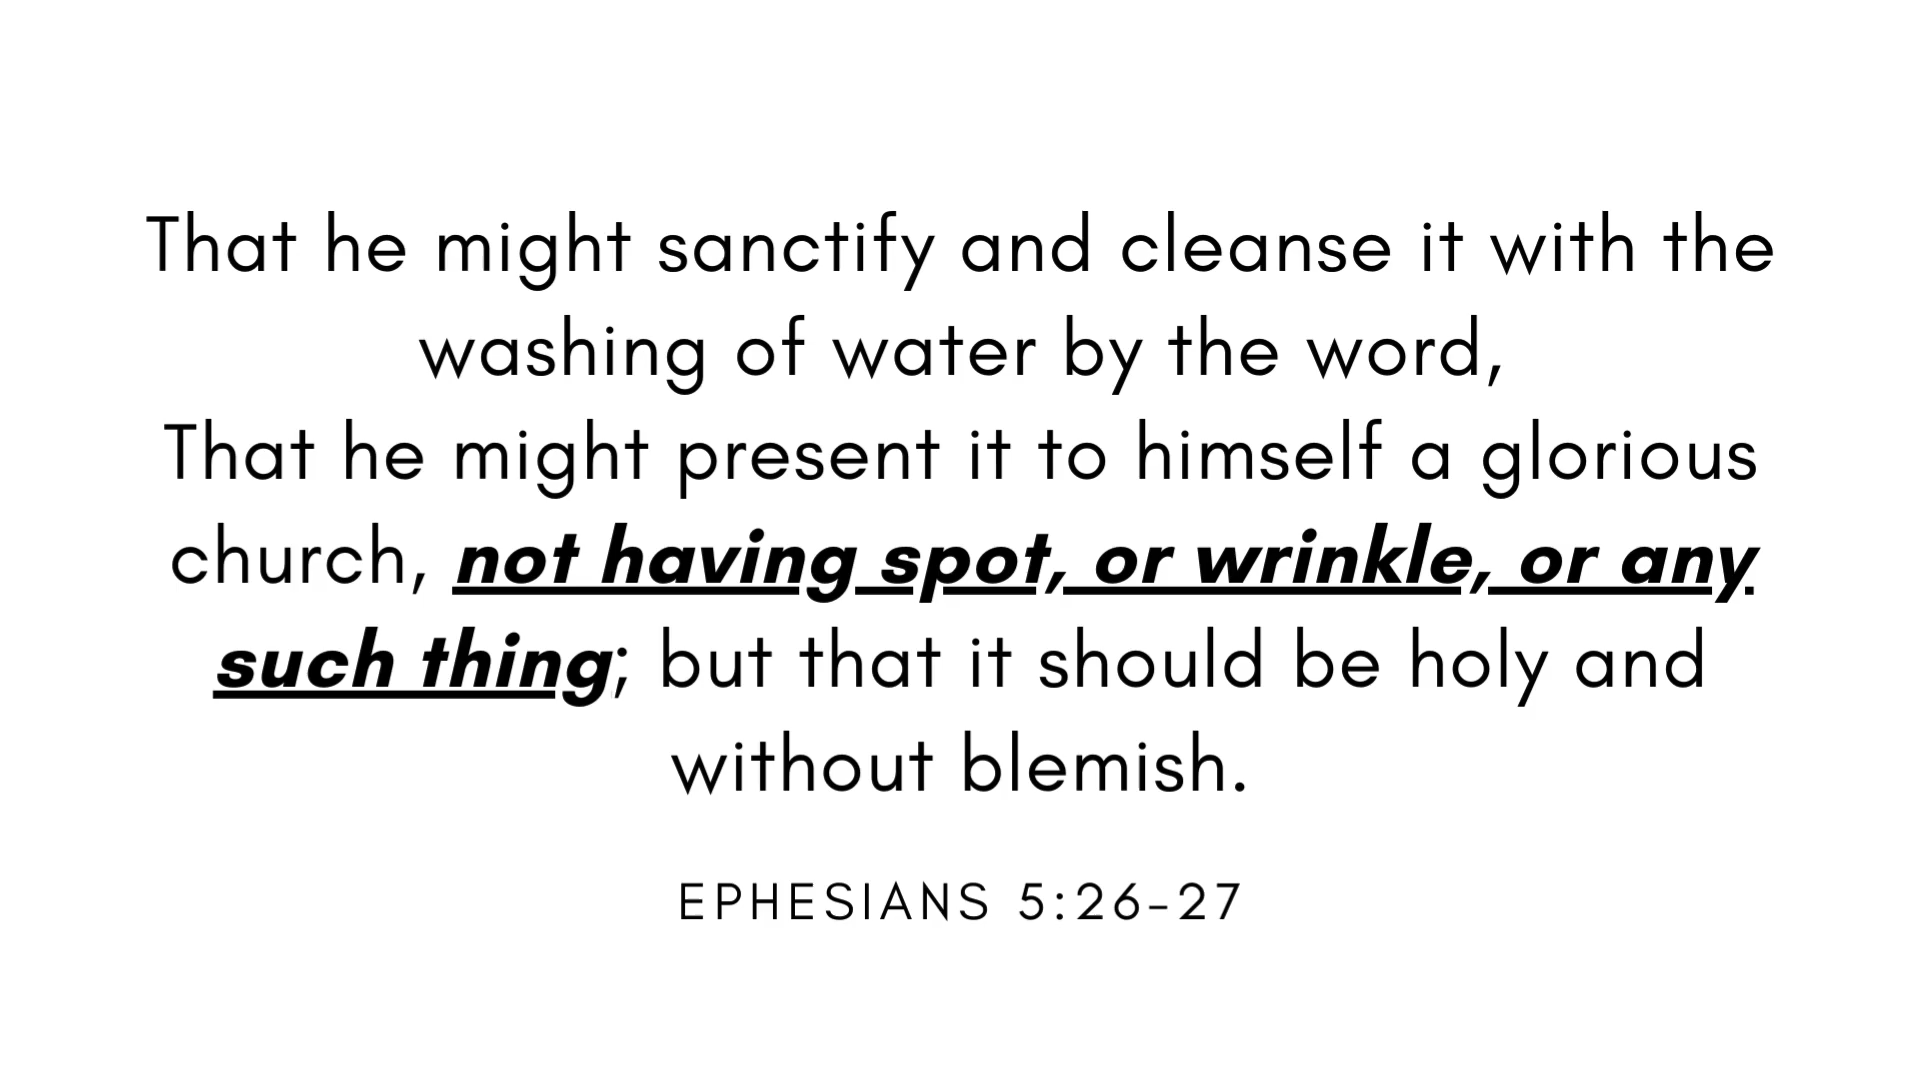 That he might sanctify and cleanse it with the
washing of water by the word,
That he might present it to himself a glorious
church, not having spot, or wrinkle, or any
such thing; but that it should be holy and
without blemish.
EPHESIANS 5:26-27